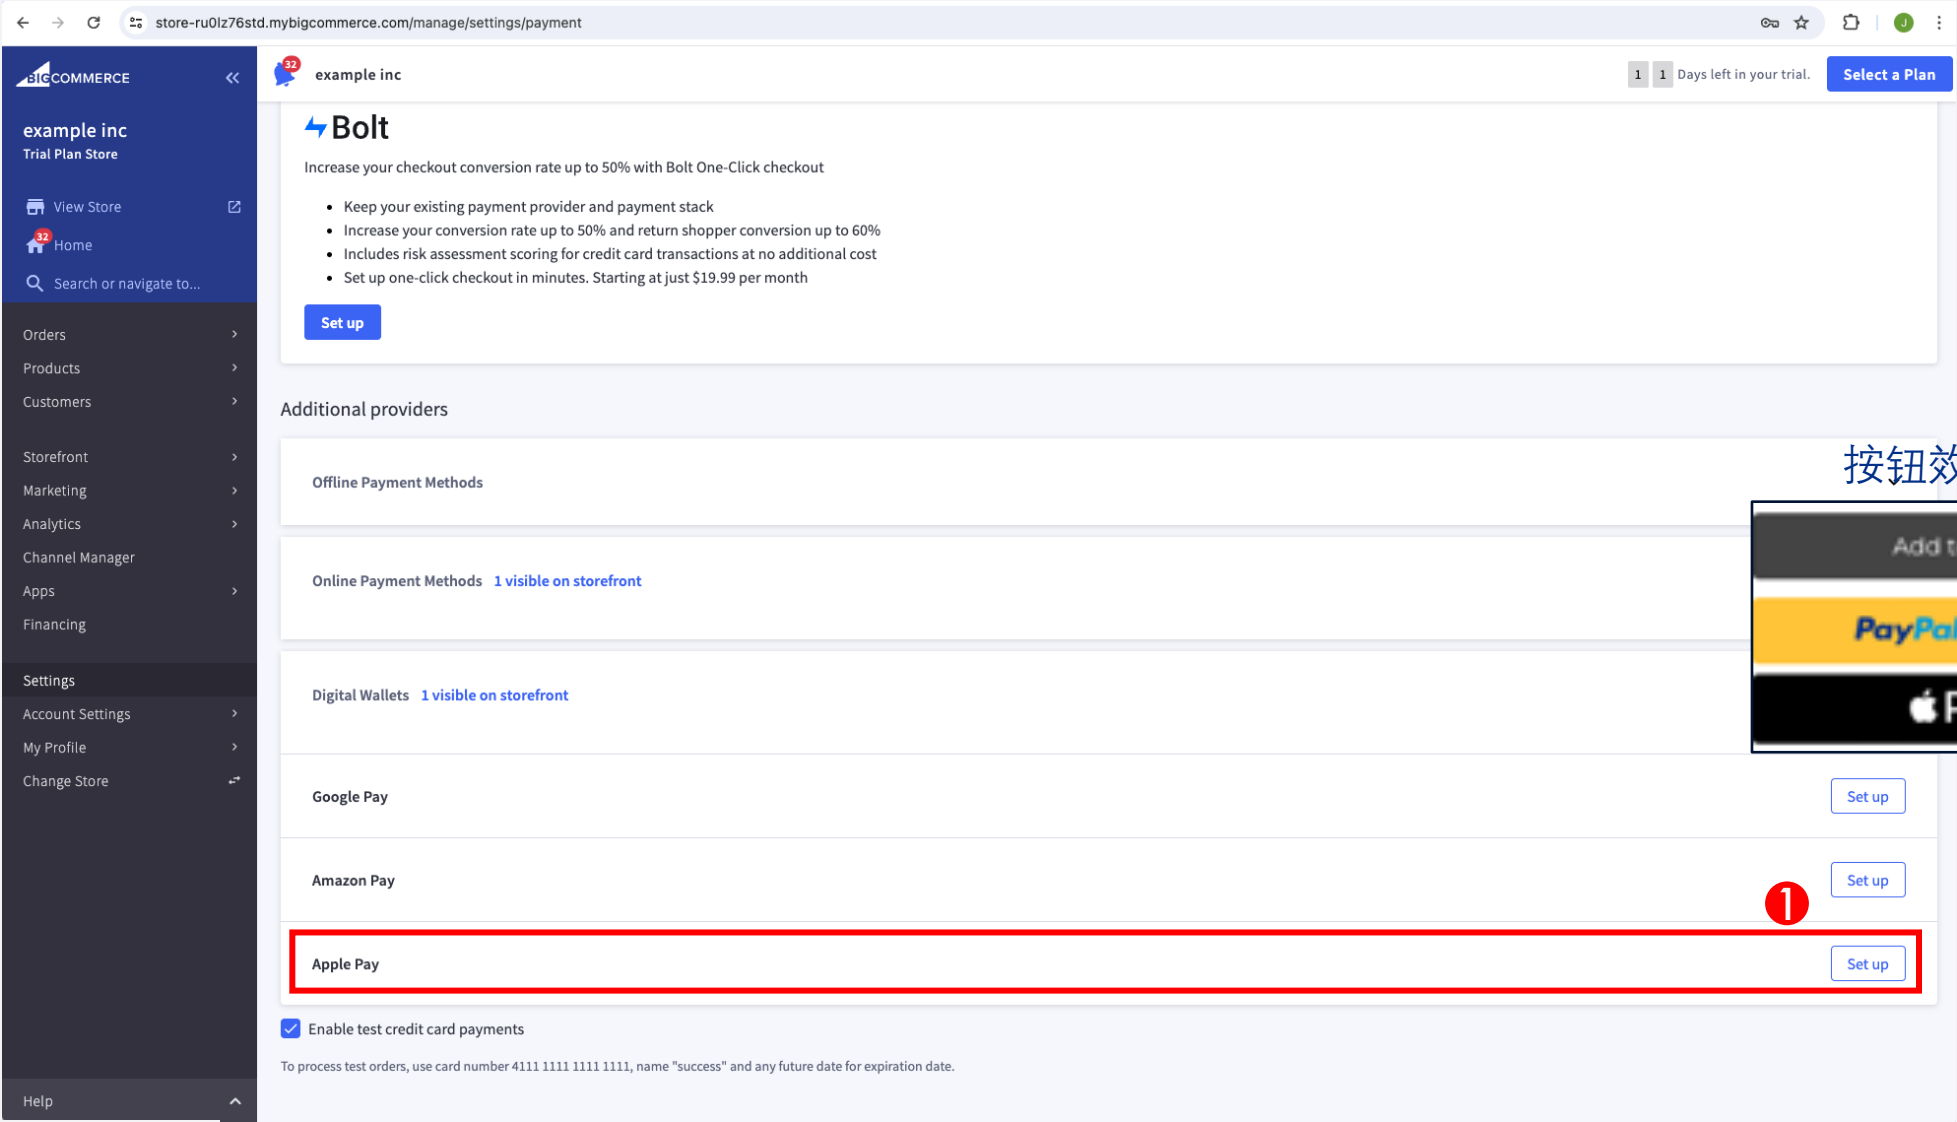 store-ru0lz76std.mybigcommerce.com/manage/settings/payment
J
BIGCOMMERCE
example inc
Trial Plan Store
View Store
32
Home
Search or navigate to...
Orders
Products
Customers
Storefront
Marketing
Analytics
Channel Manager
Apps
Financing
Settings
Account Settings
My Profile
Change Store
Help
32
example inc
1 1 Days left in your trial.
Select a Plan
Bolt
Increase your checkout conversion rate up to 50% with Bolt One-Click checkout
Keep your existing payment provider and payment stack
Increase your conversion rate up to 50% and return shopper conversion up to 60%
Includes risk assessment scoring for credit card transactions at no additional cost
Set up one-click checkout in minutes. Starting at just $19.99 per month
Set up
Additional providers
Offline Payment Methods
按钮效
Online Payment Methods 1 visible on storefront
Add t
PayPal
Digital Wallets 1 visible on storefront
P
Google Pay
Set up
Amazon Pay
Set up
1
Apple Pay
Set up
Enable test credit card payments
To process test orders, use card number 4111 1111 1111 1111, name "success" and any future date for expiration date.